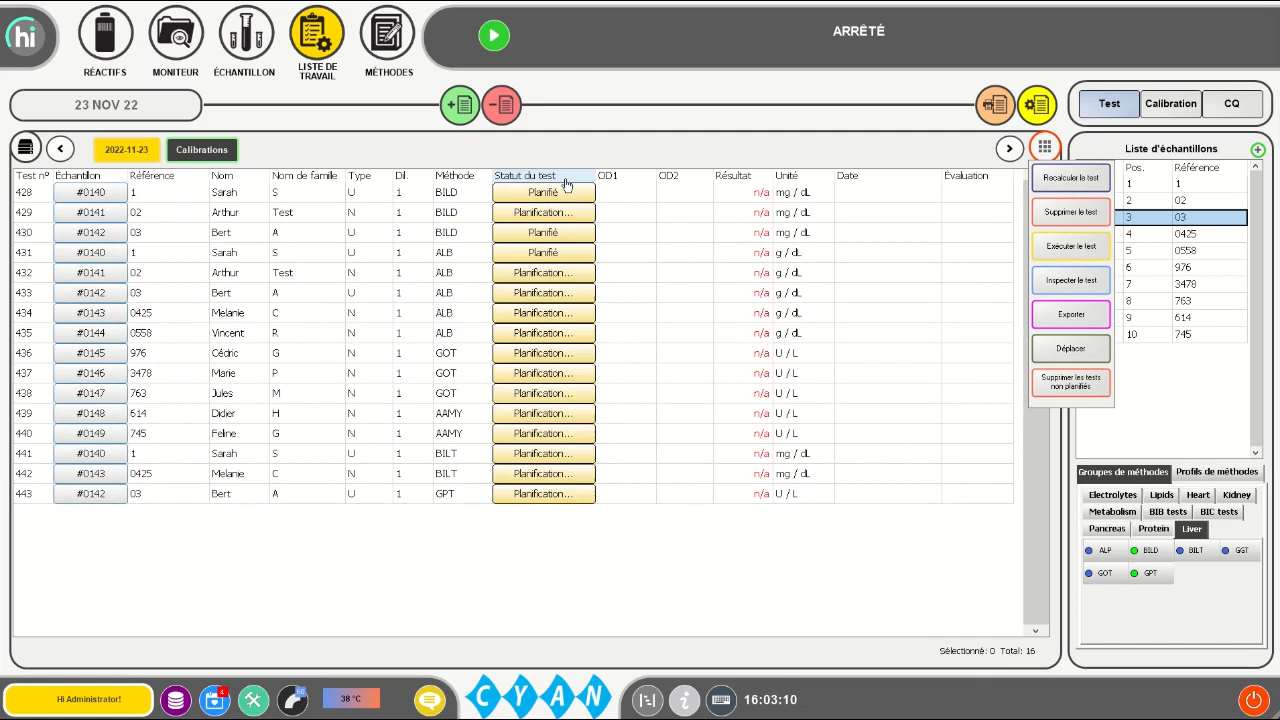 hi
RÉACTIFS
MONITEUR
ÉCHANTILLON
LISTE DE
TRAVAIL
MÉTHODES
ARRÊTÉ
23 NOV 22
Test Calibration CQ
2022-11-23 Calibrations
Liste d'échantillons
Test nº Échantillon Référence Nom Nom de famille Type Dil. Méthode Statut du test OD1 OD2 Résultat Unité Date Évaluation
428 #0140 1 Sarah S U 1 BILD Planifié n/a mg / dL
429 #0141 02 Arthur Test N 1 BILD Planification... n/a mg / dL
430 #0142 03 Bert A U 1 BILD Planifié n/a mg / dL
431 #0140 1 Sarah S U 1 ALB Planifié n/a g / dL
432 #0141 02 Arthur Test N 1 ALB Planification... n/a g / dL
433 #0142 03 Bert A U 1 ALB Planification... n/a g / dL
434 #0143 0425 Melanie C N 1 ALB Planification... n/a g / dL
435 #0144 0558 Vincent R N 1 ALB Planification... n/a g / dL
436 #0145 976 Cédric G N 1 GOT Planification... n/a U / L
437 #0146 3478 Marie P N 1 GOT Planification... n/a U / L
438 #0147 763 Jules M N 1 GOT Planification... n/a U / L
439 #0148 614 Didier H N 1 AAMY Planification... n/a U / L
440 #0149 745 Feline G N 1 AAMY Planification... n/a U / L
441 #0140 1 Sarah S U 1 BILT Planification... n/a mg / dL
442 #0143 0425 Melanie C N 1 BILT Planification... n/a mg / dL
443 #0142 03 Bert A U 1 GPT Planification... n/a U / L
Recalculer le test
Supprimer le test
Exécuter le test
Inspecter le test
Exporter
Déplacer
Supprimer les tests
non planifiés
Pos. Référence
1 1
2 02
3 03
4 0425
5 0558
6 976
7 3478
8 763
9 614
10 745
Groupes de méthodes Profils de méthodes
Electrolytes Lipids Heart Kidney
Metabolism BIB tests BIC tests
Pancreas Protein Liver
ALP BILD BILT GGT
GOT GPT
Sélectionné: 0 Total: 16
Hi Administrator!
4
50
38 °C
CYAN
16:03:10